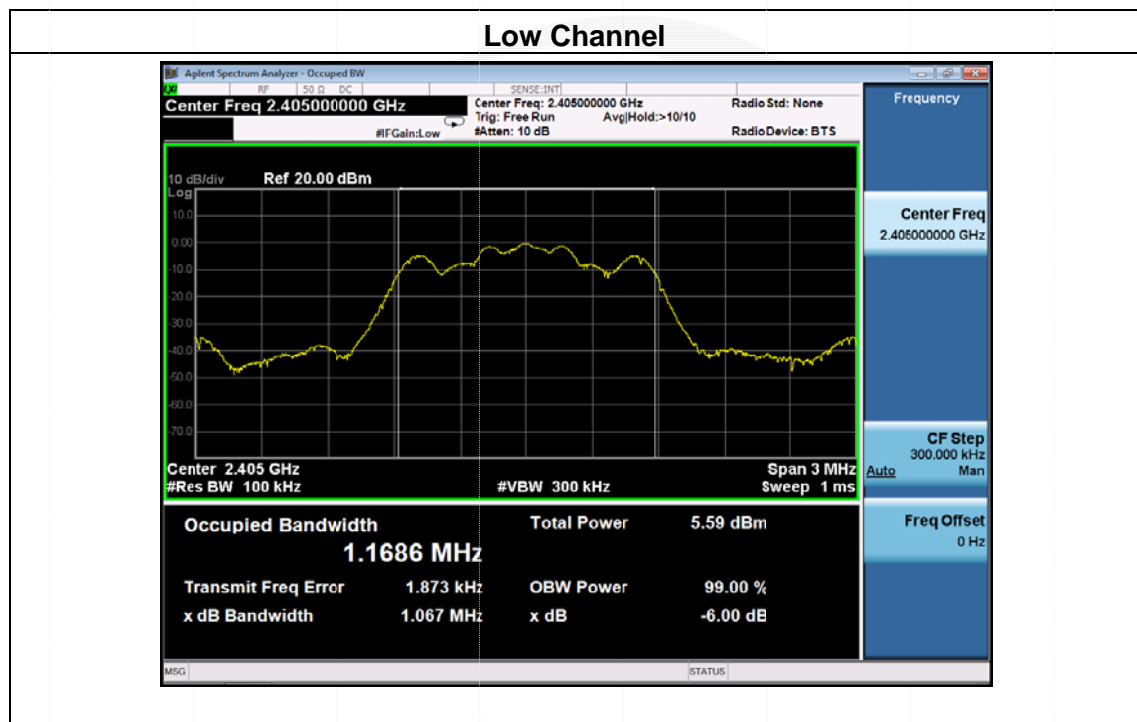 Low Channel
Agilent Spectrum Analyzer - Occupied BW
RF 50 Ω DC SENSE:INT
Center Freq 2.405000000 GHz
Center Freq: 2.405000000 GHz Radio Std: None
Trig: Free Run Avg|Hold:>10/10
#IFGain:Low #Atten: 10 dB Radio Device: BTS
10 dB/div Ref 20.00 dBm
Log
10.0
0.00
-10.0
-20.0
-30.0
-40.0
-50.0
-60.0
-70.0
Center 2.405 GHz Span 3 MHz
#Res BW 100 kHz #VBW 300 kHz Sweep 1 ms
Occupied Bandwidth Total Power 5.59 dBm
1.1686 MHz
Transmit Freq Error 1.873 kHz OBW Power 99.00 %
x dB Bandwidth 1.067 MHz x dB -6.00 dB
MSG STATUS
Frequency
Center Freq
2.405000000 GHz
CF Step
300.000 kHz
Auto Man
Freq Offset
0 Hz